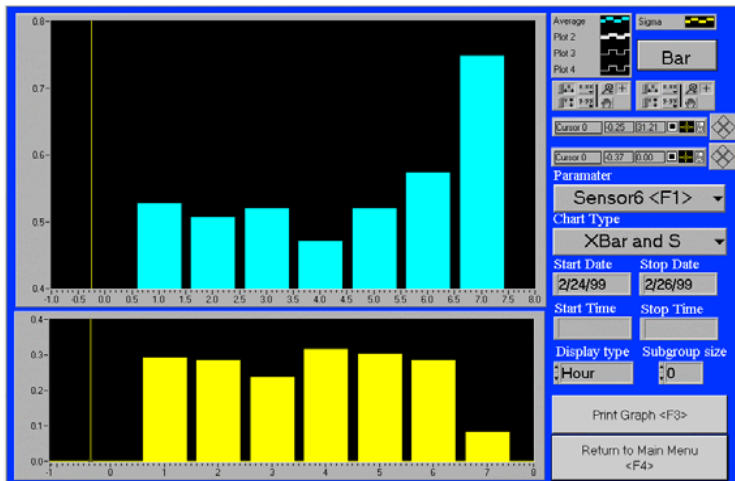 0.8
0.7
0.6
0.5
0.4
-1.0 -0.5 0.0 0.5 1.0 1.5 2.0 2.5 3.0 3.5 4.0 4.5 5.0 5.5 6.0 6.5 7.0 7.5 8.0
0.4
0.3
0.2
0.1
0.0
-1 0 1 2 3 4 5 6 7 8
Average
Plot 2
Plot 3
Plot 4
Sigma
Bar
Cursor 0 -0.25 31.21
Cursor 0 -0.37 0.00
Paramater
Sensor6 <F1>
Chart Type
XBar and S
Start Date Stop Date
2/24/99 2/26/99
Start Time Stop Time
Display type Subgroup size
Hour 0
Print Graph <F3>
Return to Main Menu
<F4>